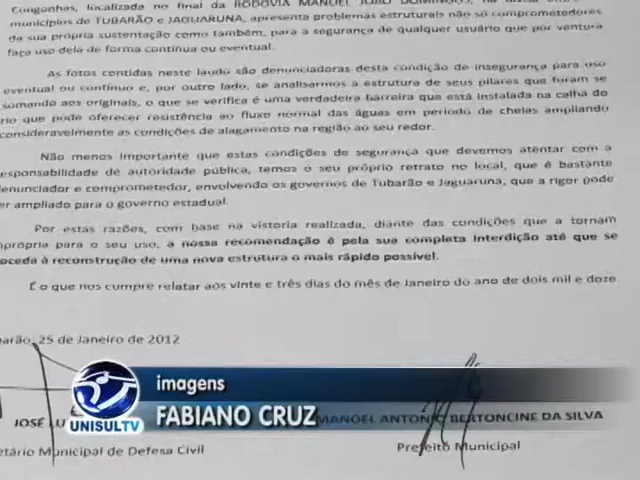 Congonhas, localizada no final da RODOVIA MANOEL JOÃO DOMINGOS, na divisa entre
municípios de TUBARÃO e JAGUARUNA, apresenta problemas estruturais não só comprometedores
da sua própria sustentação como também, para a segurança de qualquer usuário que por ventura
faça uso dela de forma contínua ou eventual.
As fotos contidas neste laudo são denunciadoras desta condição de insegurança para uso
eventual ou contínuo e, por outro lado, se analisarmos a estrutura de seus pilares que foram se
somando aos originais, o que se verifica é uma verdadeira barreira que está instalada na calha do
rio que pode oferecer resistência ao fluxo normal das águas em período de cheias ampliando
consideravelmente as condições de alagamento na região ao seu redor.
Não menos importante que estas condições de segurança que devemos atentar com a
responsabilidade de autoridade pública, temos o seu próprio retrato no local, que é bastante
denunciador e comprometedor, envolvendo os governos de Tubarão e Jaguaruna, que a rigor pode
er ampliado para o governo estadual.
Por estas razões, com base na vistoria realizada, diante das condições que a tornam
mprópria para o seu uso, a nossa recomendação é pela sua completa interdição até que se
oceda à reconstrução de uma nova estrutura o mais rápido possível.
É o que nos cumpre relatar aos vinte e três dias do mês de Janeiro do ano de dois mil e doze.
barão, 25 de Janeiro de 2012
imagens
FABIANO CRUZ
UNISULTV
JOSÉ LU MANOEL ANTONIO BERTONCINE DA SILVA
etário Municipal de Defesa Civil Prefeito Municipal